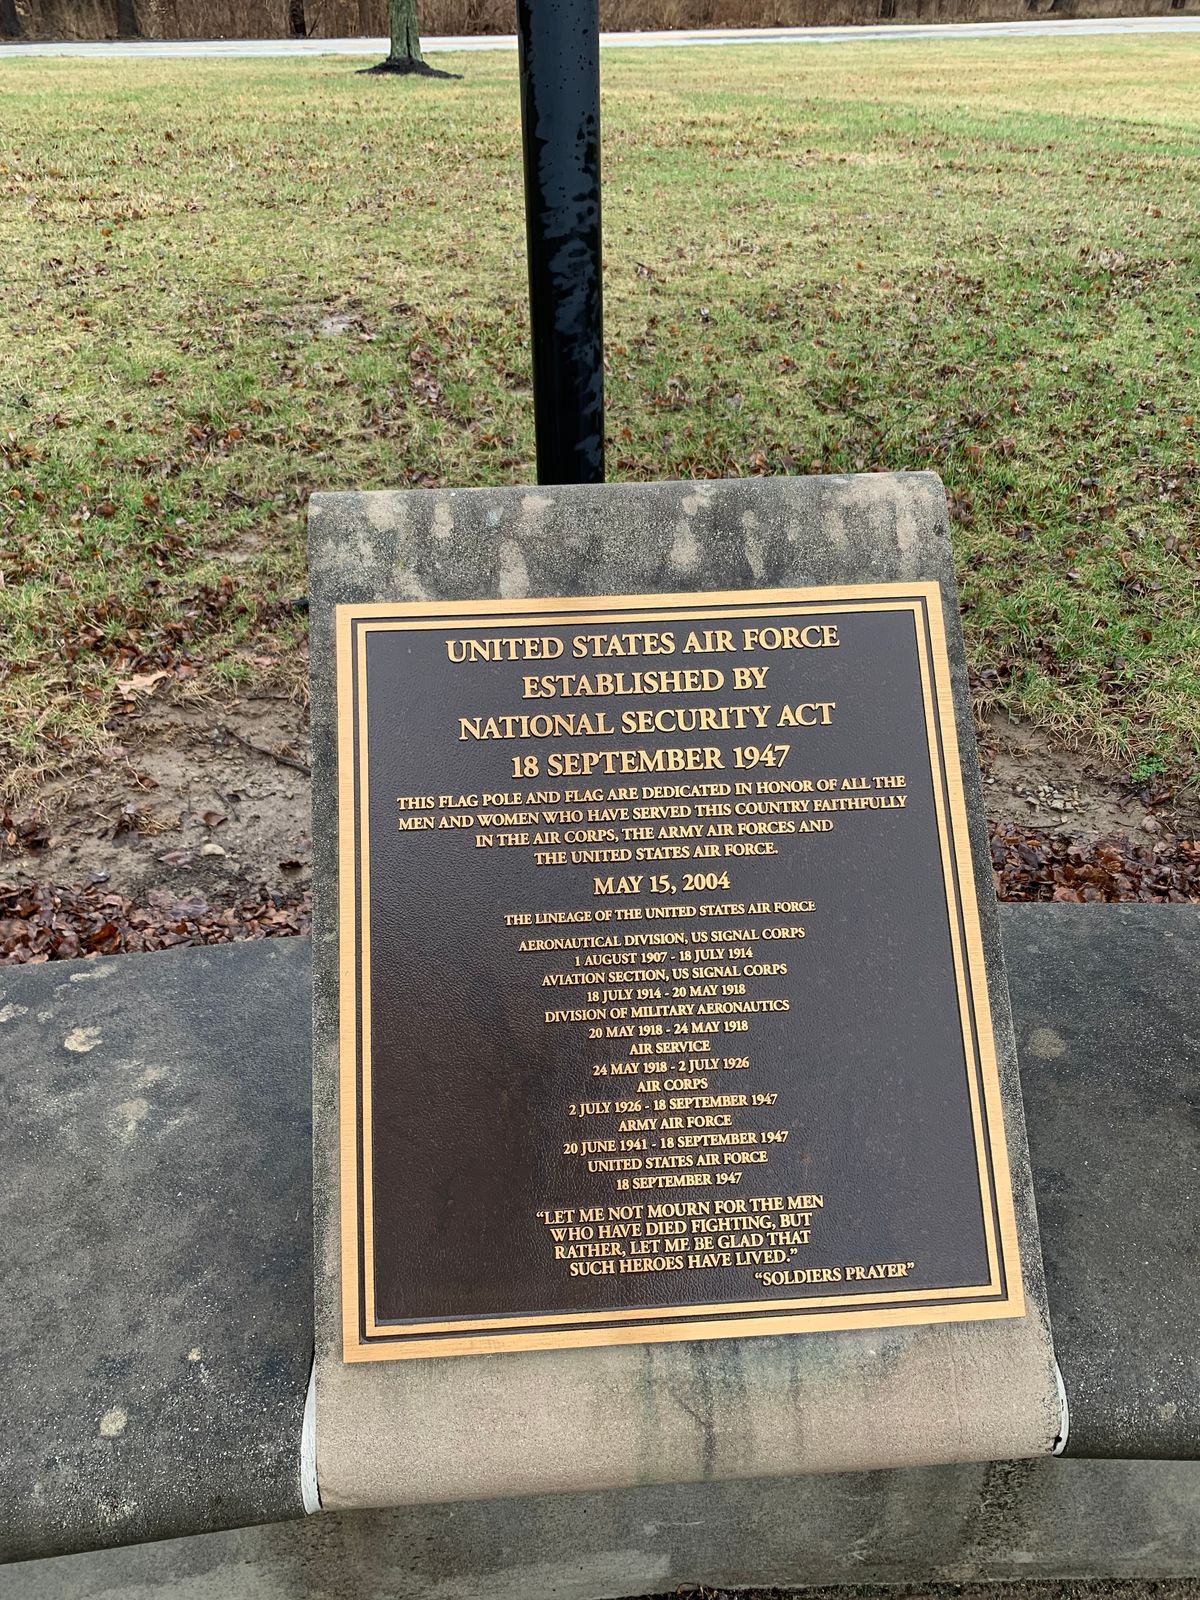 UNITED STATES AIR FORCE
ESTABLISHED BY
NATIONAL SECURITY ACT
18 SEPTEMBER 1947
THIS FLAG POLE AND FLAG ARE DEDICATED IN HONOR OF ALL THE
MEN AND WOMEN WHO HAVE SERVED THIS COUNTRY FAITHFULLY
IN THE AIR CORPS, THE ARMY AIR FORCES AND
THE UNITED STATES AIR FORCE.
MAY 15, 2004
THE LINEAGE OF THE UNITED STATES AIR FORCE
AERONAUTICAL DIVISION, US SIGNAL CORPS
1 AUGUST 1907 - 18 JULY 1914
AVIATION SECTION, US SIGNAL CORPS
18 JULY 1914 - 20 MAY 1918
DIVISION OF MILITARY AERONAUTICS
20 MAY 1918 - 24 MAY 1918
AIR SERVICE
24 MAY 1918 - 2 JULY 1926
AIR CORPS
2 JULY 1926 - 18 SEPTEMBER 1947
ARMY AIR FORCE
20 JUNE 1941 - 18 SEPTEMBER 1947
UNITED STATES AIR FORCE
18 SEPTEMBER 1947
“LET ME NOT MOURN FOR THE MEN
WHO HAVE DIED FIGHTING, BUT
RATHER, LET ME BE GLAD THAT
SUCH HEROES HAVE LIVED.”
“SOLDIERS PRAYER”